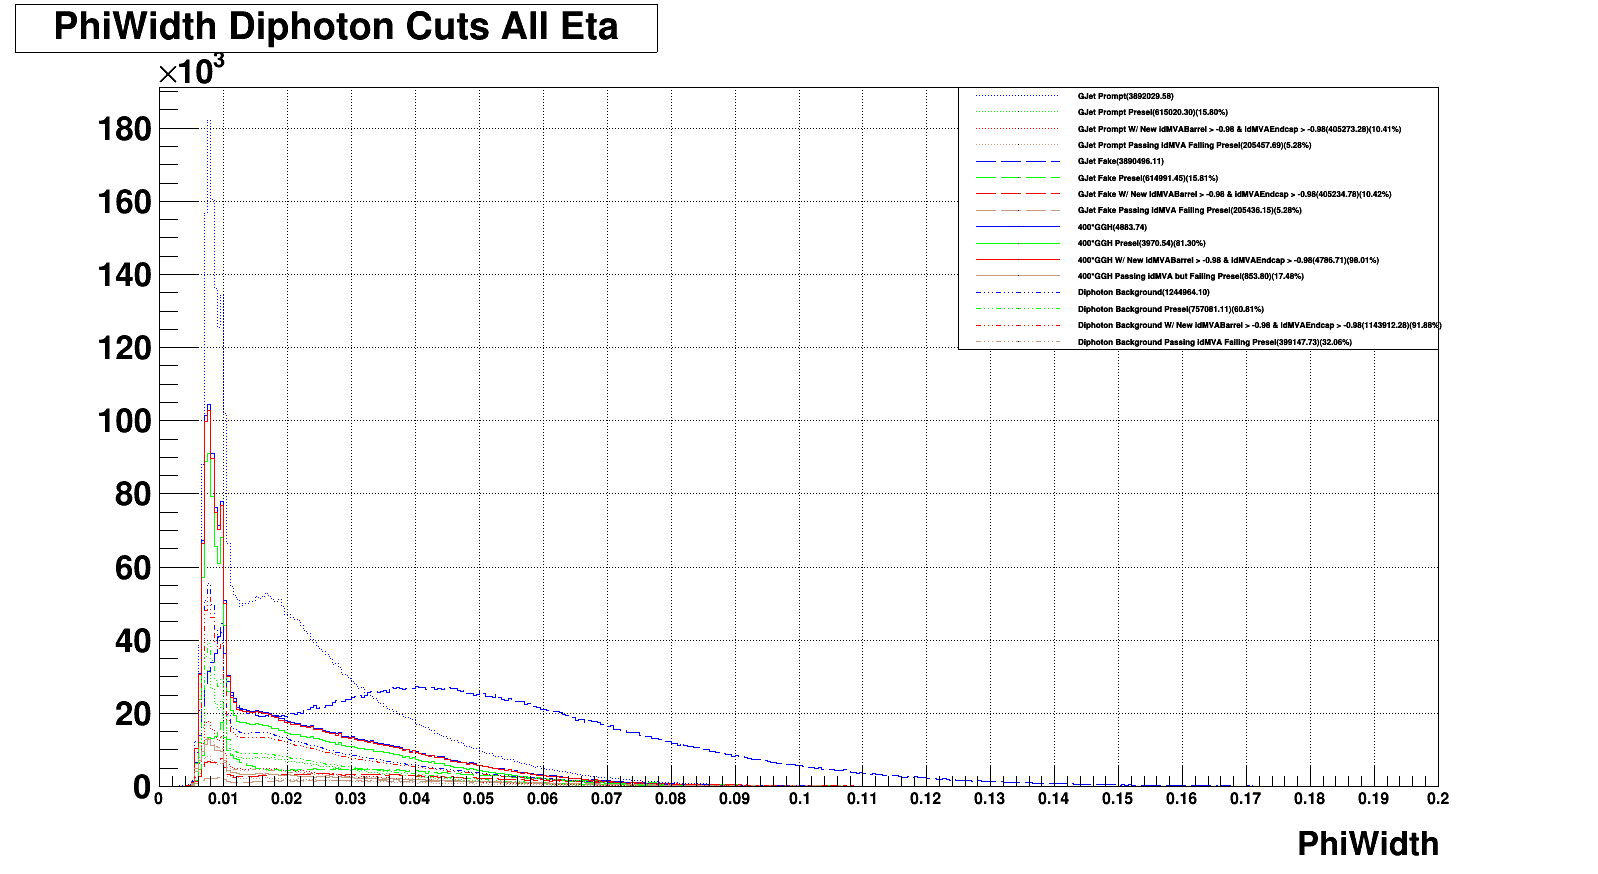 PhiWidth Diphoton Cuts All Eta
×10³
180
160
140
120
100
80
60
40
20
0
GJet Prompt(3892029.58)
GJet Prompt Presel(615020.30)(15.80%)
GJet Prompt W/ New idMVABarrel > -0.98 & idMVAEndcap > -0.98(405273.28)(10.41%)
GJet Prompt Passing idMVA Failing Presel(205457.69)(5.28%)
GJet Fake(3890496.11)
GJet Fake Presel(614991.45)(15.81%)
GJet Fake W/ New idMVABarrel > -0.98 & idMVAEndcap > -0.98(405234.78)(10.42%)
GJet Fake Passing idMVA Failing Presel(205436.15)(5.28%)
400*GGH(4883.74)
400*GGH Presel(3970.54)(81.30%)
400*GGH W/ New idMVABarrel > -0.98 & idMVAEndcap > -0.98(4786.71)(98.01%)
400*GGH Passing idMVA but Failing Presel(853.80)(17.48%)
Diphoton Background(1244964.10)
Diphoton Background Presel(757081.11)(60.81%)
Diphoton Background W/ New idMVABarrel > -0.98 & idMVAEndcap > -0.98(1143912.28)(91.88%)
Diphoton Background Passing idMVA Failing Presel(399147.73)(32.06%)
0 0.01 0.02 0.03 0.04 0.05 0.06 0.07 0.08 0.09 0.1 0.11 0.12 0.13 0.14 0.15 0.16 0.17 0.18 0.19 0.2
PhiWidth